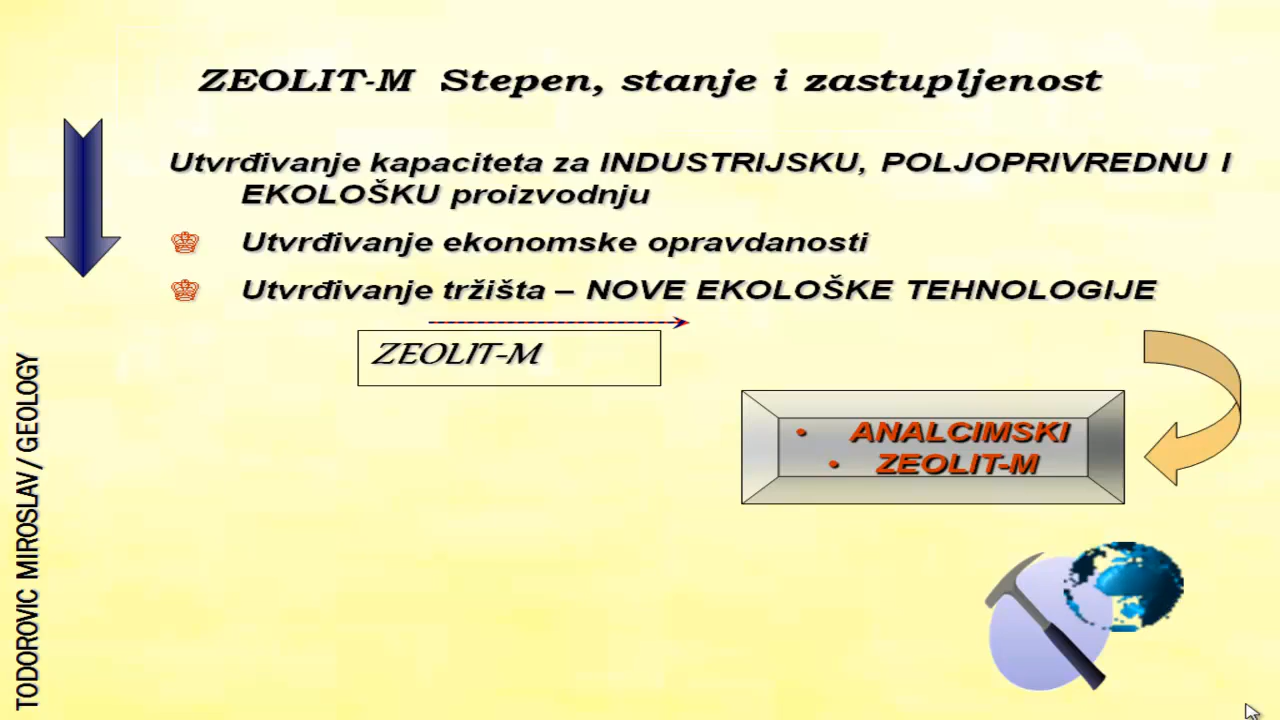 ZEOLIT-M Stepen, stanje i zastupljenost
Utvrđivanje kapaciteta za INDUSTRIJSKU, POLJOPRIVREDNU I
EKOLOŠKU proizvodnju
Utvrđivanje ekonomske opravdanosti
Utvrđivanje tržišta – NOVE EKOLOŠKE TEHNOLOGIJE
ZEOLIT-M
• ANALCIMSKI
• ZEOLIT-M
TODOROVIC MIROSLAV / GEOLOGY